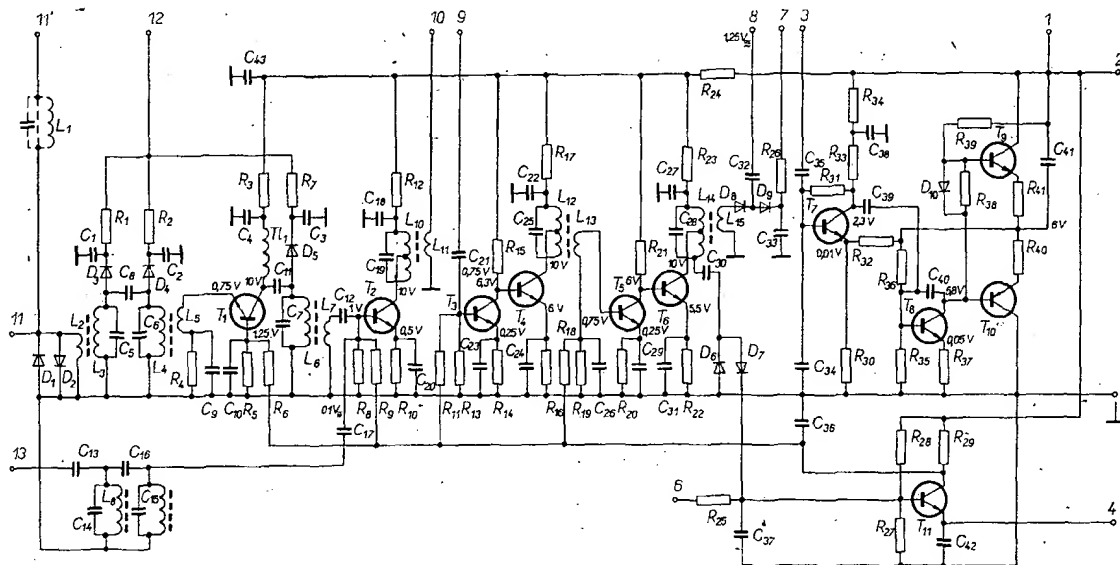 11' 12 10 9 8 7 3 1
1,25V
2
C43
L1
R24
R34
C38
R39 T9
C41
R1 R2 R3 R7 C18 R12 C22 R17 C27 R23 C32 R26 C35 R33 R31
D10 R38 R41
C1 C2 C4 Tl1 C3 L10 L11 C21 C25 L12 L13 C28 L14 D8 D9 L15 C33 T7 C39
2,3V 6V
D3 C8 D4 D5 C11 C19 0,75V R15 10V R21 10V C30 0,01V R32 R36 C40 R40
0,75V 10V 10V 6,3V 6V 5,8V
T1 1,25V C7 L7 C12 1V T2 T3 T4 6V T5 T6 5,5V T8 T10
11 L2 C5 C6 L5 0,5V 0,25V R18 0,75V 0,25V 0,05V
D1 D2 L3 L4 R4 L6 C20 C23 C24 C29 D6 D7 C34 R30 R35 R37
C9 C10 R5 R6 0,1V R8 R9 R10 R11 R13 R14 R16 R19 C26 R20 C31 R22
C17 C36
13 C13 C16 R28 R29
L8 C15 6 R25
C14 T11 4
C37 R27 C42